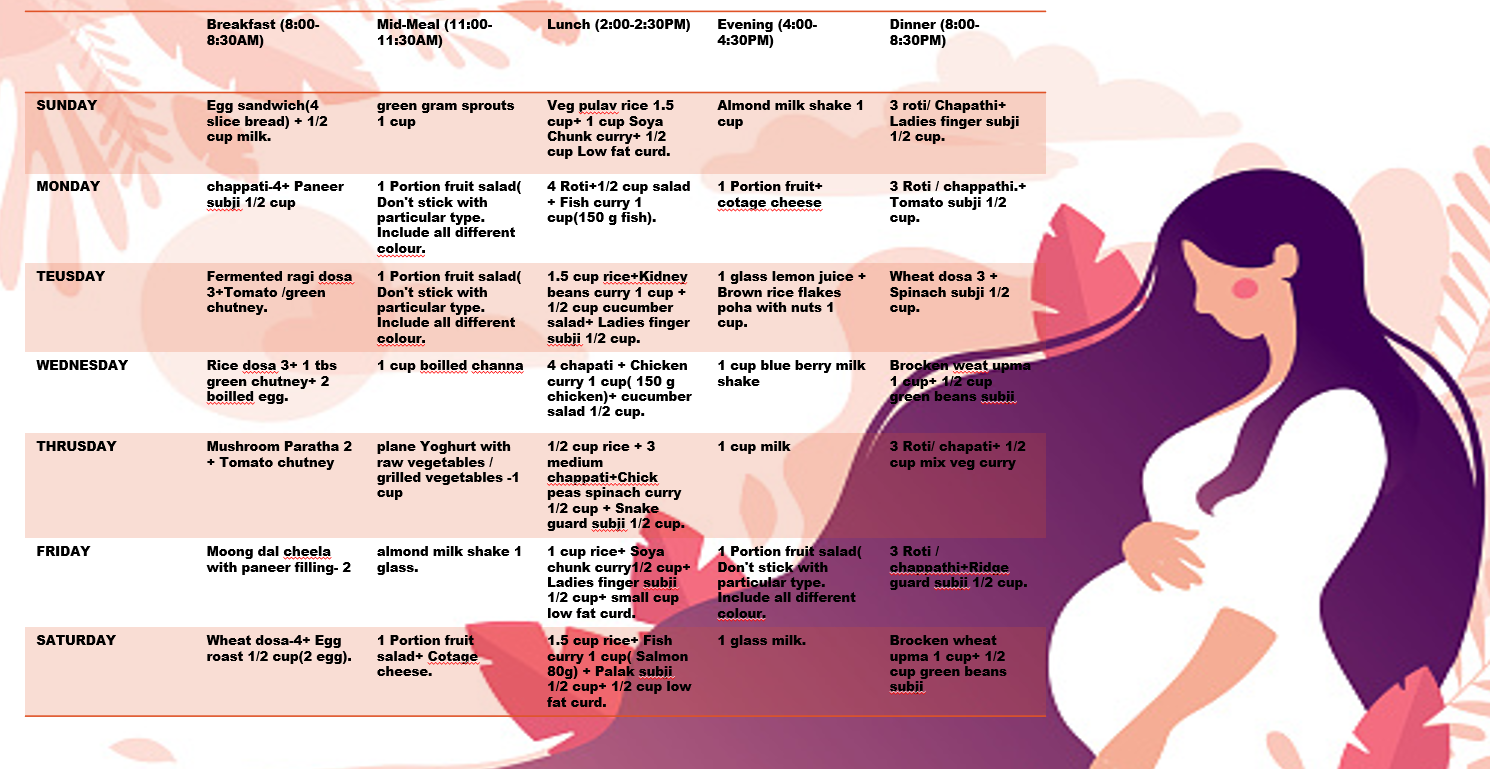 Breakfast (8:00-
8:30AM)
Mid-Meal (11:00-
11:30AM)
Lunch (2:00-2:30PM)
Evening (4:00-
4:30PM)
Dinner (8:00-
8:30PM)
SUNDAY
Egg sandwich(4
slice bread) + 1/2
cup milk.
green gram sprouts
1 cup
Veg pulav rice 1.5
cup+ 1 cup Soya
Chunk curry+ 1/2
cup Low fat curd.
Almond milk shake 1
cup
3 roti/ Chapathi+
Ladies finger subji
1/2 cup.
MONDAY
chappati-4+ Paneer
subji 1/2 cup
1 Portion fruit salad(
Don't stick with
particular type.
Include all different
colour.
4 Roti+1/2 cup salad
+ Fish curry 1
cup(150 g fish).
1 Portion fruit+
cotage cheese
3 Roti / chappathi.+
Tomato subji 1/2
cup.
TEUSDAY
Fermented ragi dosa
3+Tomato /green
chutney.
1 Portion fruit salad(
Don't stick with
particular type.
Include all different
colour.
1.5 cup rice+Kidney
beans curry 1 cup +
1/2 cup cucumber
salad+ Ladies finger
subji 1/2 cup.
1 glass lemon juice +
Brown rice flakes
poha with nuts 1
cup.
Wheat dosa 3 +
Spinach subji 1/2
cup.
WEDNESDAY
Rice dosa 3+ 1 tbs
green chutney+ 2
boilled egg.
1 cup boilled channa
4 chapati + Chicken
curry 1 cup( 150 g
chicken)+ cucumber
salad 1/2 cup.
1 cup blue berry milk
shake
Brocken weat upma
1 cup+ 1/2 cup
green beans subji
THRUSDAY
Mushroom Paratha 2
+ Tomato chutney
plane Yoghurt with
raw vegetables /
grilled vegetables -1
cup
1/2 cup rice + 3
medium
chappati+Chick
peas spinach curry
1/2 cup + Snake
guard subji 1/2 cup.
1 cup milk
3 Roti/ chapati+ 1/2
cup mix veg curry
FRIDAY
Moong dal cheela
with paneer filling- 2
almond milk shake 1
glass.
1 cup rice+ Soya
chunk curry1/2 cup+
Ladies finger subji
1/2 cup+ small cup
low fat curd.
1 Portion fruit salad(
Don't stick with
particular type.
Include all different
colour.
3 Roti /
chappathi+Ridge
guard subji 1/2 cup.
SATURDAY
Wheat dosa-4+ Egg
roast 1/2 cup(2 egg).
1 Portion fruit
salad+ Cotage
cheese.
1.5 cup rice+ Fish
curry 1 cup( Salmon
80g) + Palak subji
1/2 cup+ 1/2 cup low
fat curd.
1 glass milk.
Brocken wheat
upma 1 cup+ 1/2
cup green beans
subji